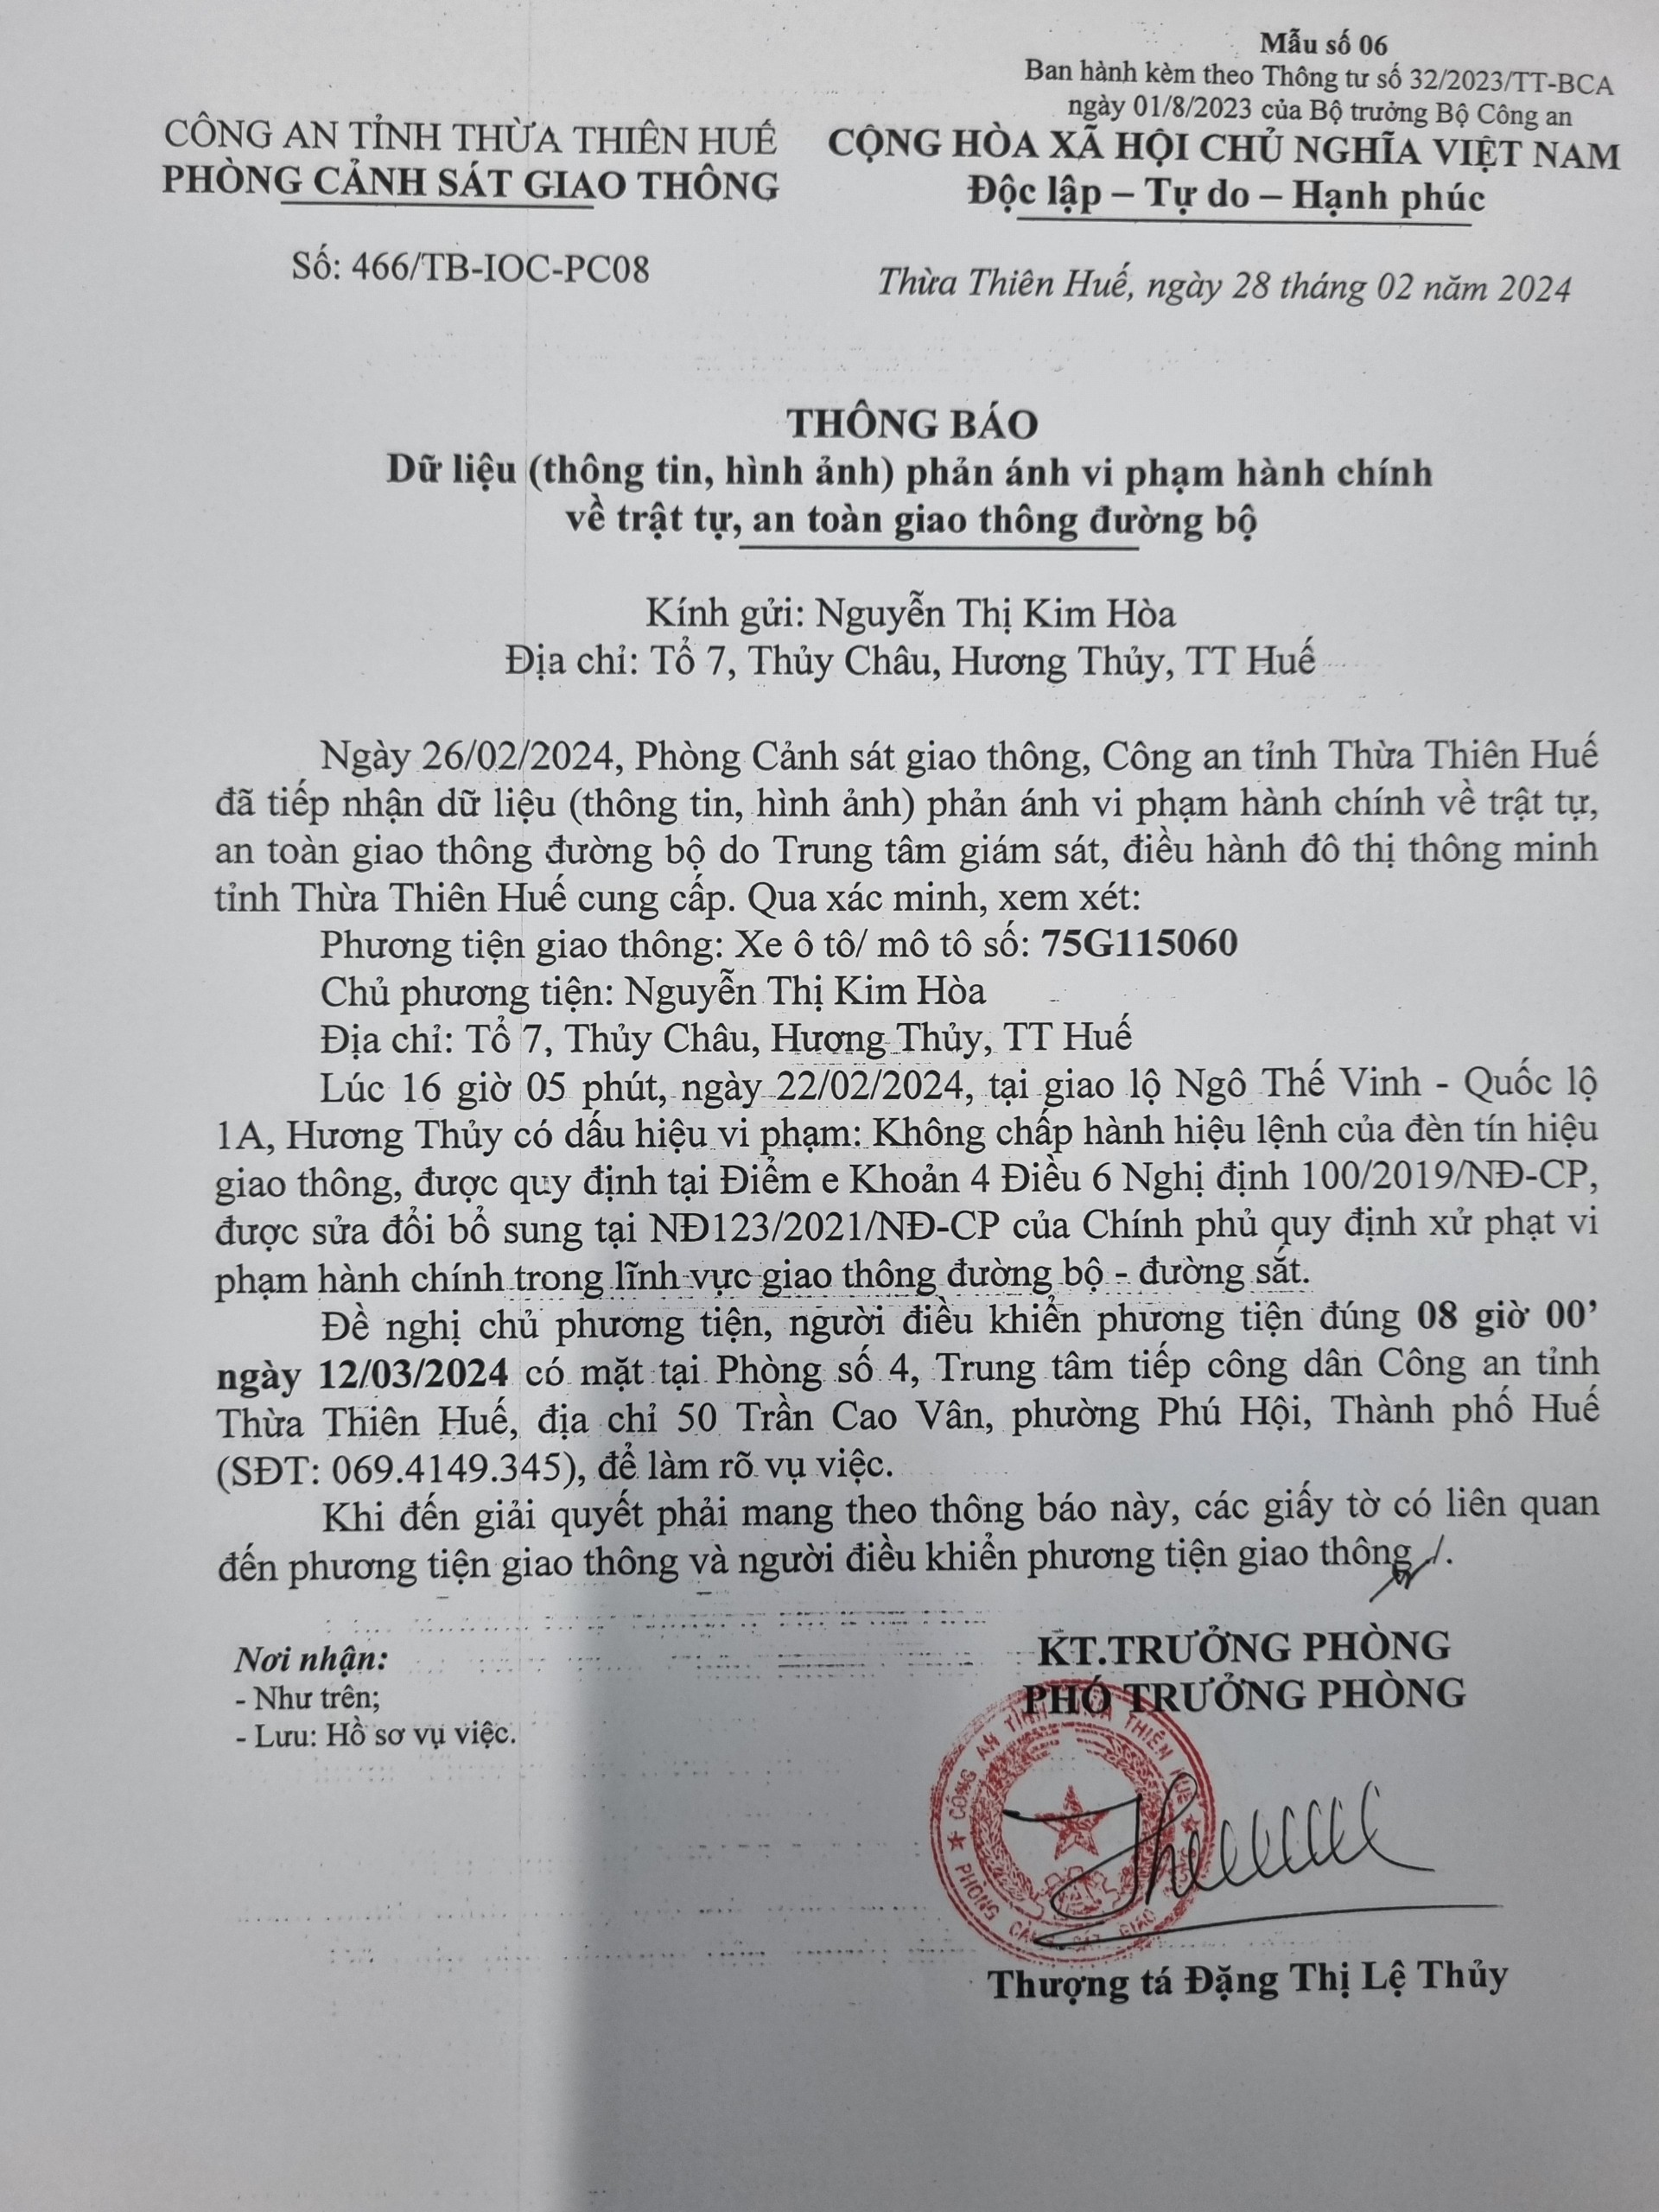 Mẫu số 06
Ban hành kèm theo Thông tư số 32/2023/TT-BCA
ngày 01/8/2023 của Bộ trưởng Bộ Công an
CÔNG AN TỈNH THỪA THIÊN HUẾ
PHÒNG CẢNH SÁT GIAO THÔNG
CỘNG HÒA XÃ HỘI CHỦ NGHĨA VIỆT NAM
Độc lập – Tự do – Hạnh phúc
Số: 466/TB-IOC-PC08
Thừa Thiên Huế, ngày 28 tháng 02 năm 2024
THÔNG BÁO
Dữ liệu (thông tin, hình ảnh) phản ánh vi phạm hành chính
về trật tự, an toàn giao thông đường bộ
Kính gửi: Nguyễn Thị Kim Hòa
Địa chỉ: Tổ 7, Thủy Châu, Hương Thủy, TT Huế
Ngày 26/02/2024, Phòng Cảnh sát giao thông, Công an tỉnh Thừa Thiên Huế
đã tiếp nhận dữ liệu (thông tin, hình ảnh) phản ánh vi phạm hành chính về trật tự,
an toàn giao thông đường bộ do Trung tâm giám sát, điều hành đô thị thông minh
tỉnh Thừa Thiên Huế cung cấp. Qua xác minh, xem xét:
Phương tiện giao thông: Xe ô tô/ mô tô số: 75G115060
Chủ phương tiện: Nguyễn Thị Kim Hòa
Địa chỉ: Tổ 7, Thủy Châu, Hương Thủy, TT Huế
Lúc 16 giờ 05 phút, ngày 22/02/2024, tại giao lộ Ngô Thế Vinh - Quốc lộ
1A, Hương Thủy có dấu hiệu vi phạm: Không chấp hành hiệu lệnh của đèn tín hiệu
giao thông, được quy định tại Điểm e Khoản 4 Điều 6 Nghị định 100/2019/NĐ-CP,
được sửa đổi bổ sung tại NĐ123/2021/NĐ-CP của Chính phủ quy định xử phạt vi
phạm hành chính trong lĩnh vực giao thông đường bộ - đường sắt.
Đề nghị chủ phương tiện, người điều khiển phương tiện đúng 08 giờ 00’
ngày 12/03/2024 có mặt tại Phòng số 4, Trung tâm tiếp công dân Công an tỉnh
Thừa Thiên Huế, địa chỉ 50 Trần Cao Vân, phường Phú Hội, Thành phố Huế
(SĐT: 069.4149.345), để làm rõ vụ việc.
Khi đến giải quyết phải mang theo thông báo này, các giấy tờ có liên quan
đến phương tiện giao thông và người điều khiển phương tiện giao thông./.
Nơi nhận:
- Như trên;
- Lưu: Hồ sơ vụ việc.
KT.TRƯỞNG PHÒNG
PHÓ TRƯỞNG PHÒNG
CÔNG AN TỈNH THỪA THIÊN HUẾ
PHÒNG CẢNH SÁT GIAO
Thượng tá Đặng Thị Lệ Thủy